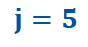 j = 5